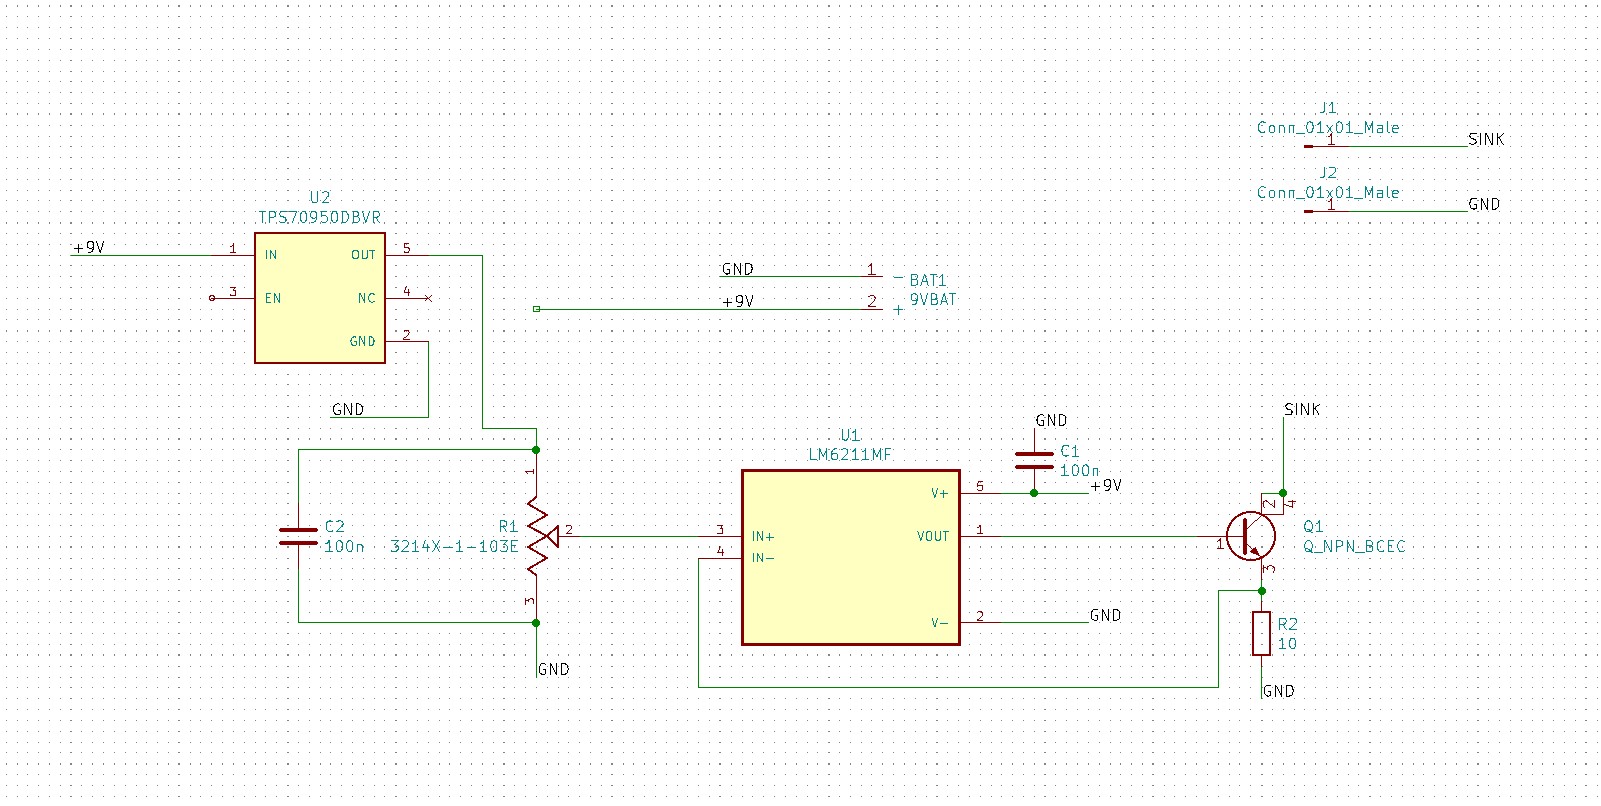 J1
Conn_01x01_Male
1
SINK
J2
Conn_01x01_Male
1
GND
U2
TPS70950DBVR
+9V
1
IN
OUT
5
3
EN
NC
4
GND
2
GND
GND
1
-
BAT1
9VBAT
+9V
2
+
C2
100n
1
R1
3214X-1-103E
2
3
GND
U1
LM6211MF
3
IN+
4
IN-
V+
5
VOUT
1
V-
2
GND
GND
C1
100n
+9V
SINK
2
4
1
Q1
Q_NPN_BCEC
3
R2
10
GND